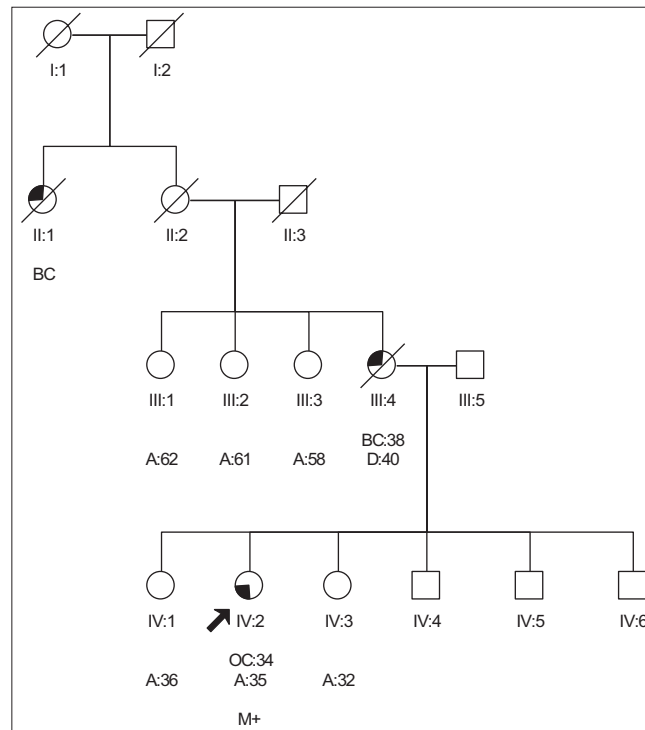 I:1 I:2
II:1 II:2 II:3
BC
III:1 III:2 III:3 III:4 III:5
BC:38
A:62 A:61 A:58 D:40
IV:1 IV:2 IV:3 IV:4 IV:5 IV:6
OC:34
A:36 A:35 A:32
M+